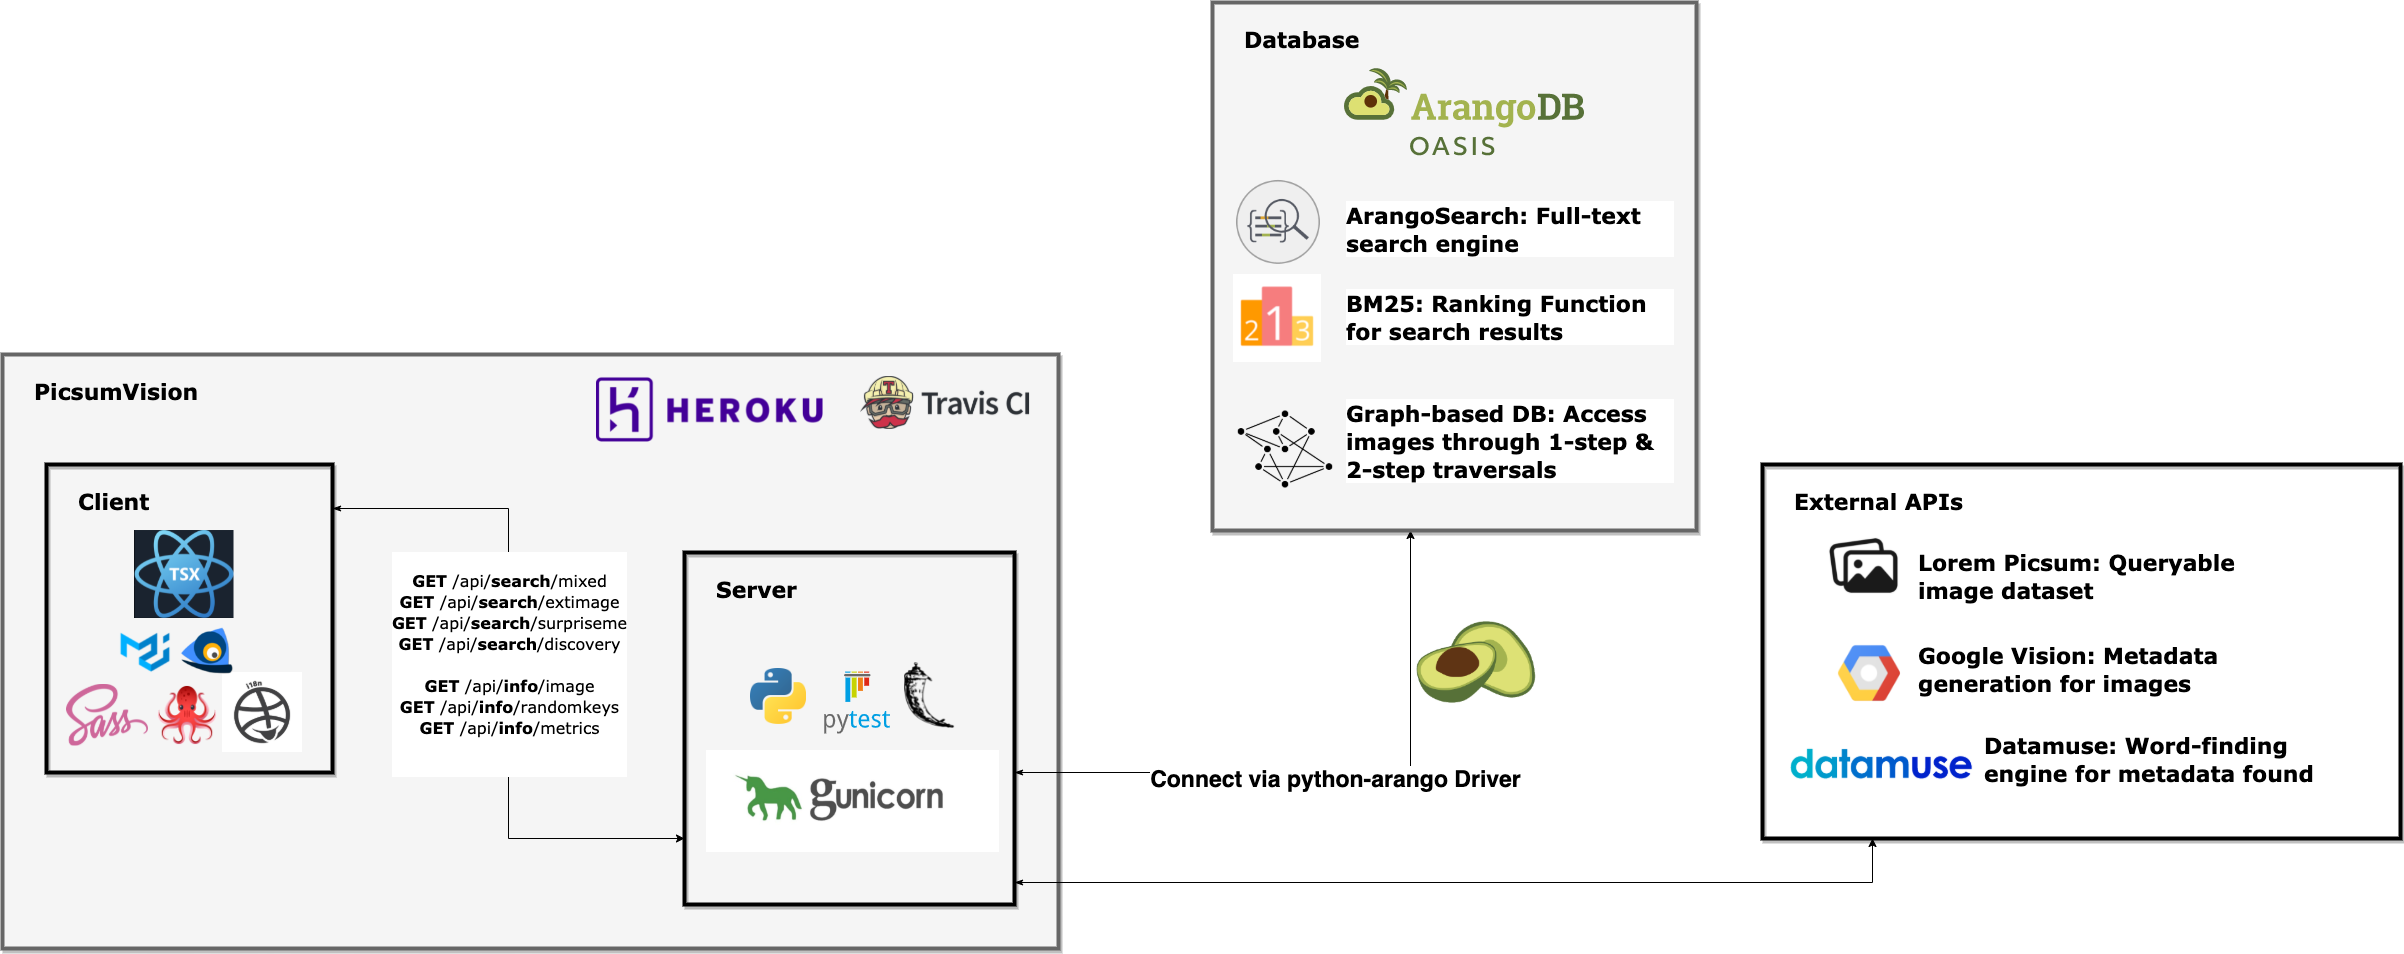 Database
ArangoDB
OASIS
ArangoSearch: Full-text
search engine
2 1 3
BM25: Ranking Function
for search results
Graph-based DB: Access
images through 1-step &
2-step traversals
PicsumVision
HEROKU
T
Travis CI
Client
TSX
Sass
i18n
GET /api/search/mixed
GET /api/search/extimage
GET /api/search/surpriseme
GET /api/search/discovery
GET /api/info/image
GET /api/info/randomkeys
GET /api/info/metrics
Server
pytest
gunicorn
Connect via python-arango Driver
External APIs
Lorem Picsum: Queryable
image dataset
Google Vision: Metadata
generation for images
datamuse
Datamuse: Word-finding
engine for metadata found